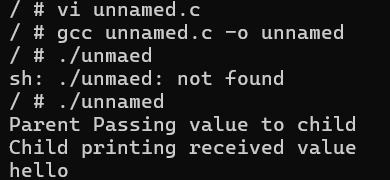 / # vi unnamed.c
/ # gcc unnamed.c -o unnamed
/ # ./unmaed
sh: ./unmaed: not found
/ # ./unnamed
Parent Passing value to child
Child printing received value
hello